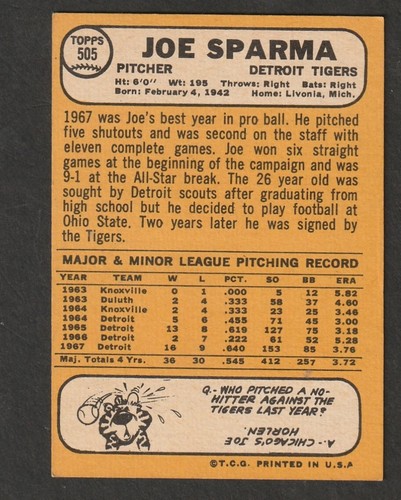 TOPPS
505
JOE SPARMA
PITCHER DETROIT TIGERS
Ht: 6'0" Wt: 195 Throws: Right Bats: Right
Born: February 4, 1942 Home: Livonia, Mich.
1967 was Joe's best year in pro ball. He pitched
five shutouts and was second on the staff with
eleven complete games. Joe won six straight
games at the beginning of the campaign and was
9-1 at the All-Star break. The 26 year old was
sought by Detroit scouts after graduating from
high school but he decided to play football at
Ohio State. Two years later he was signed by
the Tigers.
MAJOR & MINOR LEAGUE PITCHING RECORD
YEAR TEAM W L PCT. SO BB ERA
1963 Knoxville 0 1 .000 5 12 5.82
1963 Duluth 2 4 .333 58 37 4.60
1964 Knoxville 2 4 .333 23 25 3.46
1964 Detroit 5 6 .455 71 45 3.00
1965 Detroit 13 8 .619 127 75 3.18
1966 Detroit 2 7 .222 61 52 5.28
1967 Detroit 16 9 .640 153 85 3.76
Maj. Totals 4 Yrs. 36 30 .545 412 257 3.72
Q.- WHO PITCHED A NO-
HITTER AGAINST THE
TIGERS LAST YEAR?
A.- CHICAGO'S JOE
HORLEN.
©T.C.G. PRINTED IN U.S.A